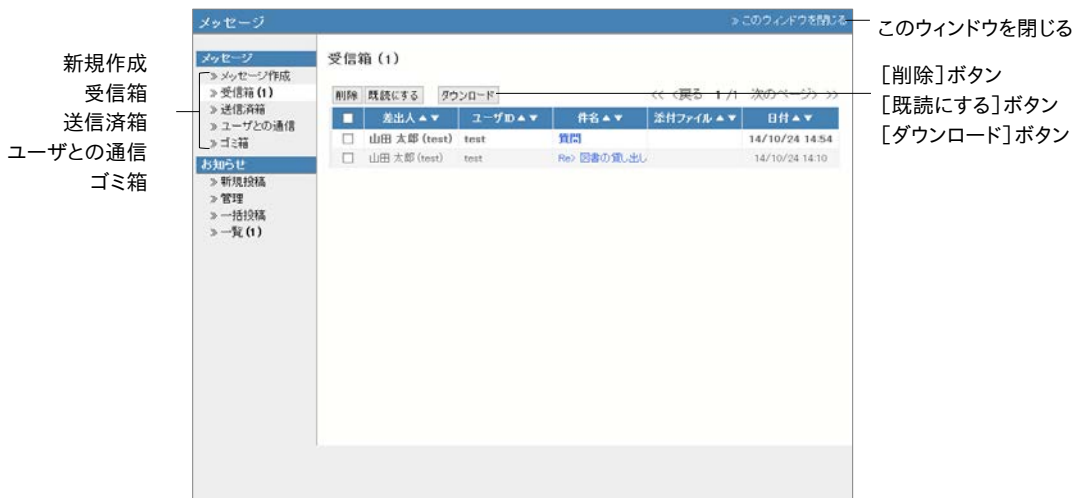 メッセージ
≫このウィンドウを閉じる
このウィンドウを閉じる
新規作成
受信箱
送信済箱
ユーザとの通信
ゴミ箱
メッセージ
≫メッセージ作成
≫受信箱(1)
≫送信済箱
≫ユーザとの通信
≫ゴミ箱
お知らせ
≫新規投稿
≫管理
≫一括投稿
≫一覧(1)
受信箱 (1)
削除 既読にする ダウンロード << <戻る 1 /1 次のページ> >>
差出人▲▼ ユーザID▲▼ 件名▲▼ 添付ファイル▲▼ 日付▲▼
山田 太郎 (test) test 質問 14/10/24 14:54
山田 太郎 (test) test Re> 図書の貸し出し 14/10/24 14:10
［削除］ボタン
［既読にする］ボタン
［ダウンロード］ボタン